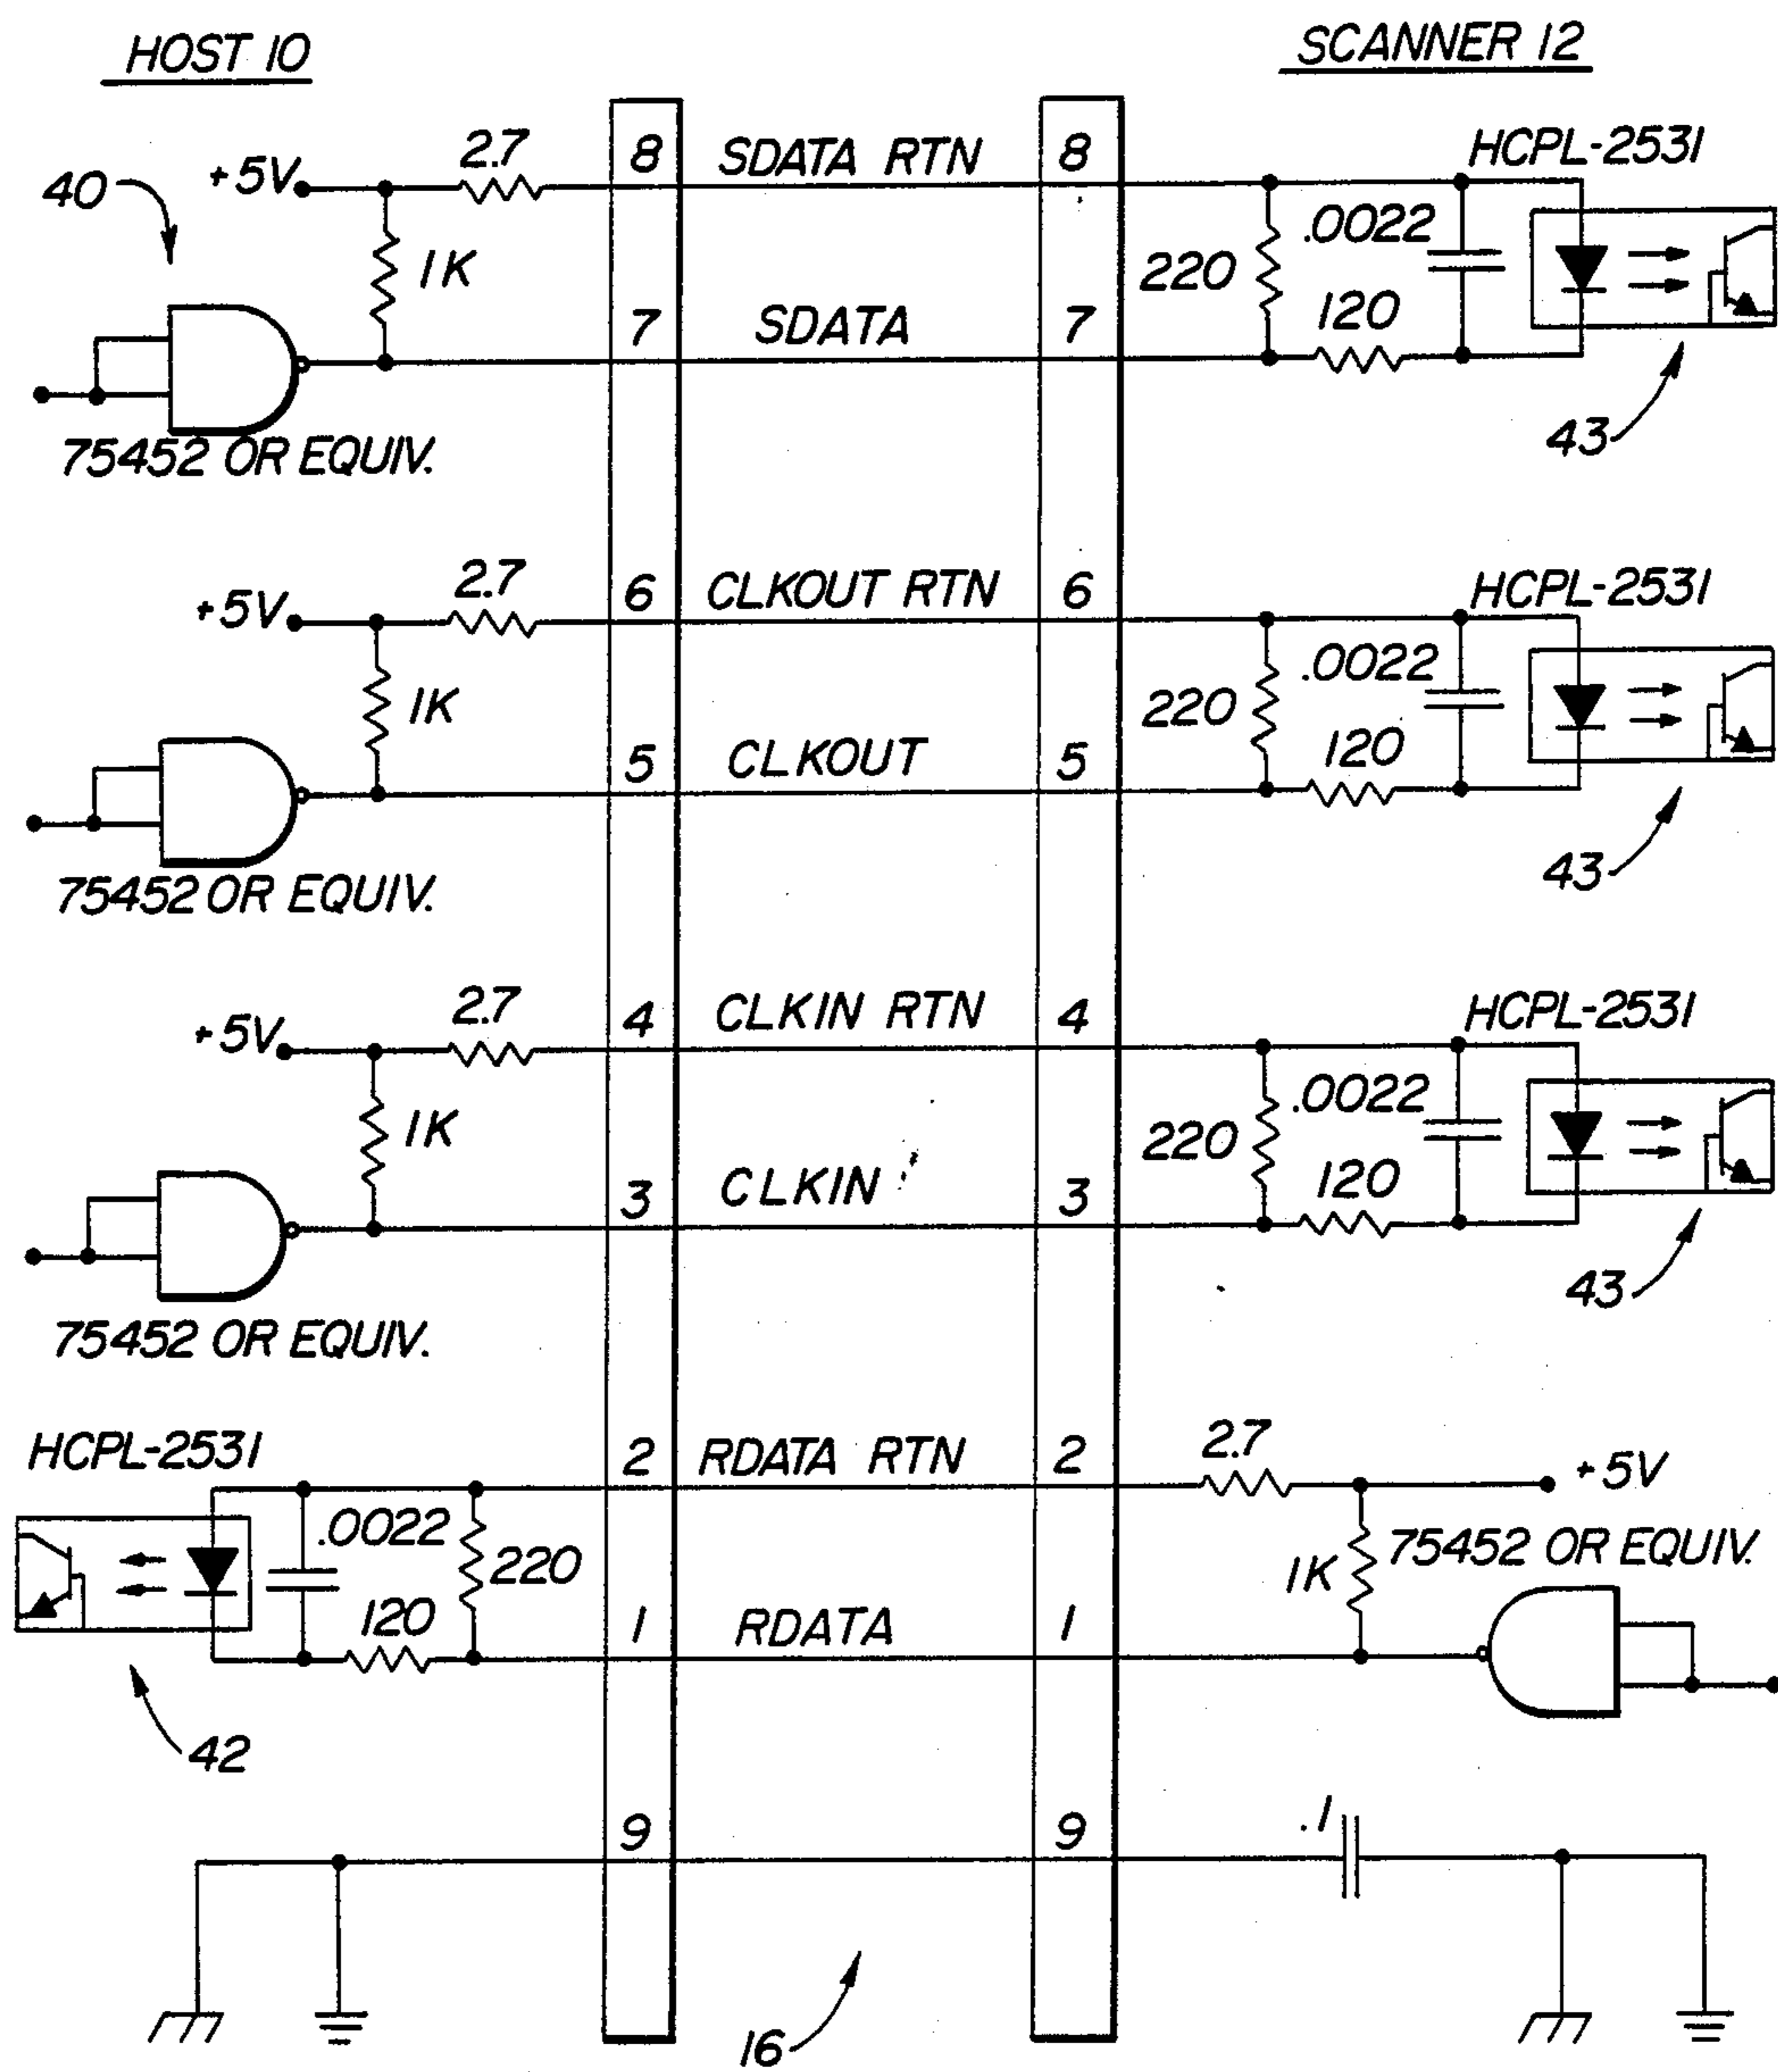 HOST 10
SCANNER 12
2.7
8
SDATA RTN
8
HCPL-2531
40
+5V
1K
.0022
220
7
SDATA
7
120
75452 OR EQUIV.
43
2.7
6
CLKOUT RTN
6
HCPL-2531
+5V
1K
.0022
220
5
CLKOUT
5
120
75452 OR EQUIV.
43
2.7
4
CLKIN RTN
4
HCPL-2531
+5V
1K
.0022
220
3
CLKIN
3
120
43
75452 OR EQUIV.
HCPL-2531
2
RDATA RTN
2
2.7
+5V
.0022
220
1K
75452 OR EQUIV.
120
1
RDATA
1
42
9
9
.1
16